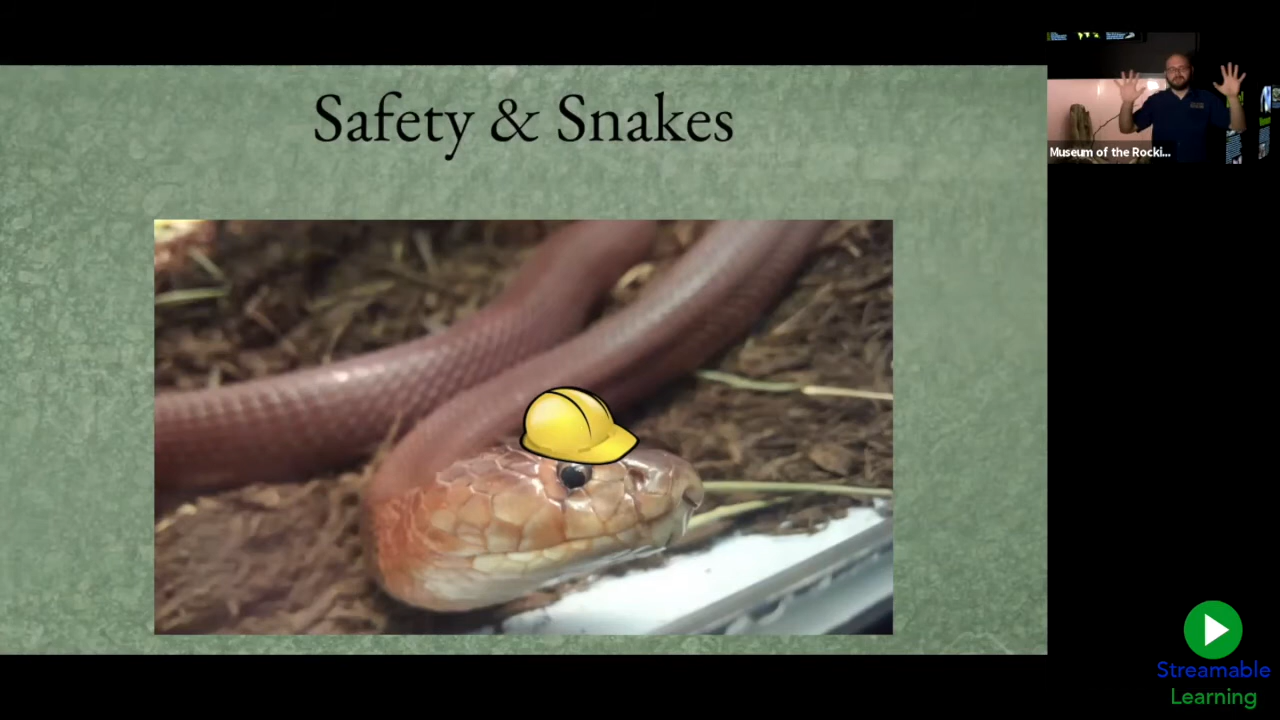 Safety & Snakes
Museum of the Rocki...
Streamable
Learning